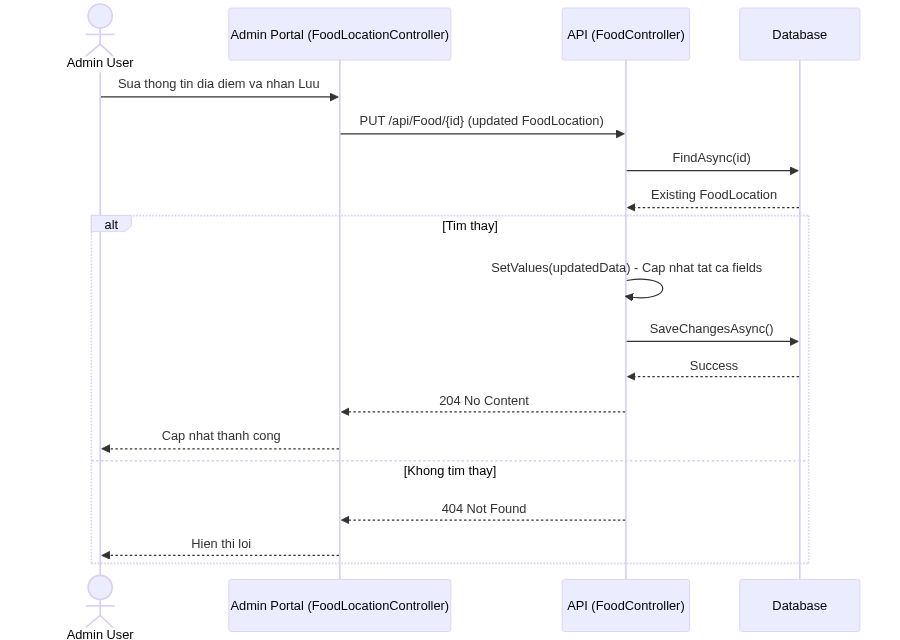 Admin User
Admin Portal (FoodLocationController)
API (FoodController)
Database
Sua thong tin dia diem va nhan Luu
PUT /api/Food/{id} (updated FoodLocation)
FindAsync(id)
Existing FoodLocation
alt
[Tim thay]
SetValues(updatedData) - Cap nhat tat ca fields
SaveChangesAsync()
Success
204 No Content
Cap nhat thanh cong
[Khong tim thay]
404 Not Found
Hien thi loi
Admin User
Admin Portal (FoodLocationController)
API (FoodController)
Database